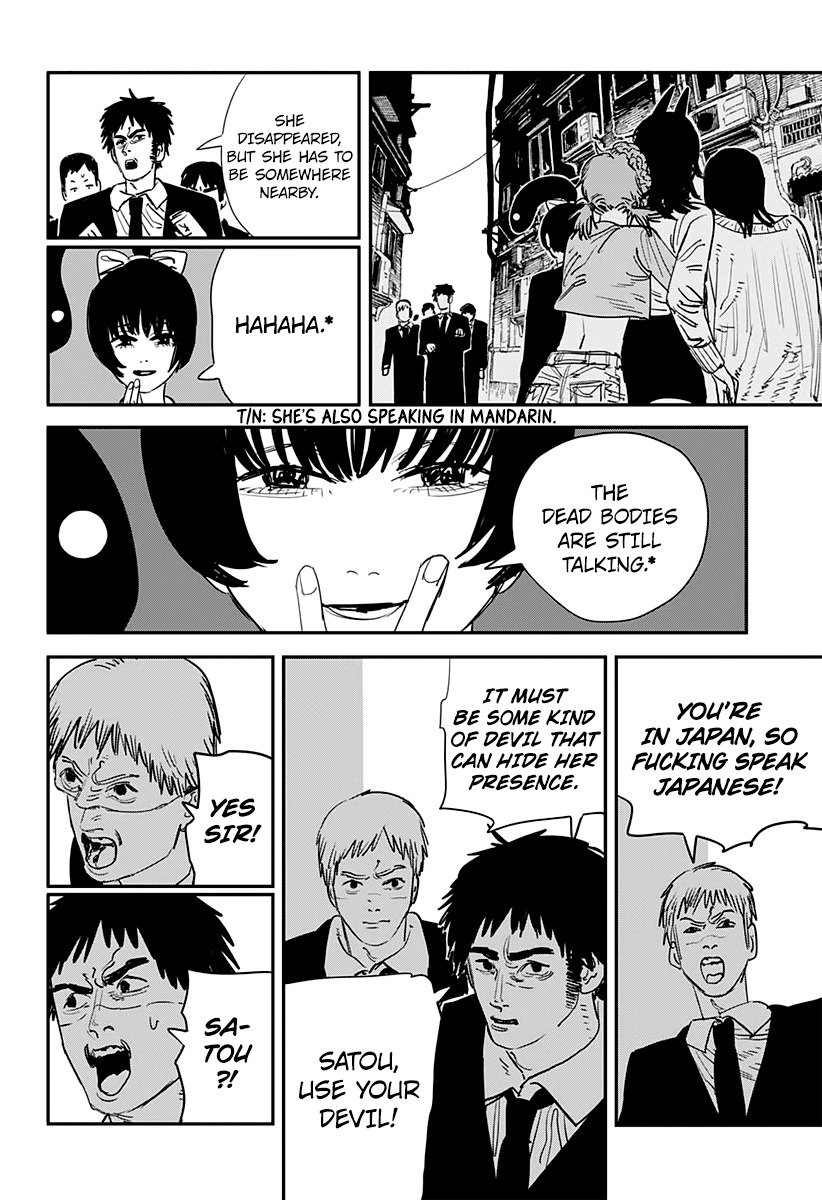 SHE
DISAPPEARED,
BUT SHE HAS TO
BE SOMEWHERE
NEARBY.
HAHAHA.*
T/N: SHE'S ALSO SPEAKING IN MANDARIN.
THE
DEAD BODIES
ARE STILL
TALKING.*
YOU'RE
IN JAPAN, SO
FUCKING SPEAK
JAPANESE!
IT MUST
BE SOME KIND
OF DEVIL THAT
CAN HIDE HER
PRESENCE.
SATOU,
USE YOUR
DEVIL!
YES
SIR!
SA-
TOU
?!